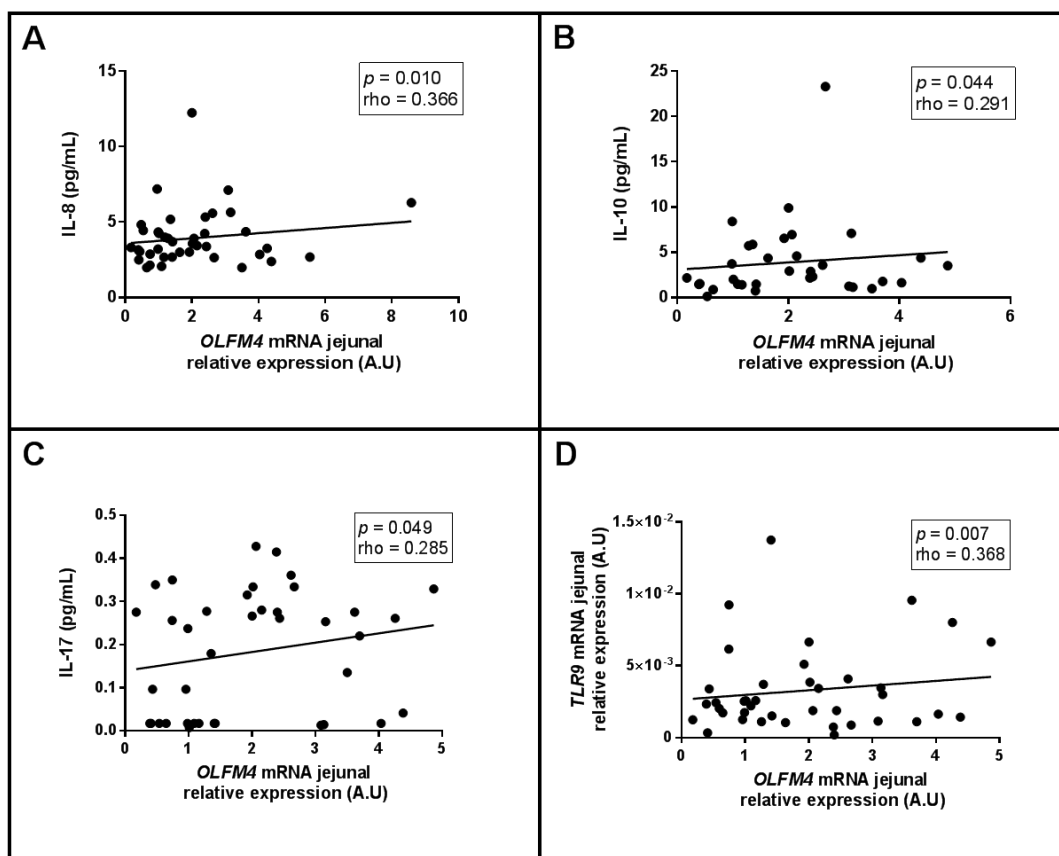 A
p = 0.010
rho = 0.366
15
10
5
0
IL-8 (pg/mL)
0 2 4 6 8 10
OLFM4 mRNA jejunal
relative expression (A.U)
B
p = 0.044
rho = 0.291
25
20
15
10
5
0
IL-10 (pg/mL)
0 2 4 6
OLFM4 mRNA jejunal
relative expression (A.U)
C
p = 0.049
rho = 0.285
0.5
0.4
0.3
0.2
0.1
0.0
IL-17 (pg/mL)
0 1 2 3 4 5
OLFM4 mRNA jejunal
relative expression (A.U)
D
p = 0.007
rho = 0.368
1.5×10-2
1×10-2
5×10-3
0
TLR9 mRNA jejunal
relative expression (A.U)
0 1 2 3 4 5
OLFM4 mRNA jejunal
relative expression (A.U)